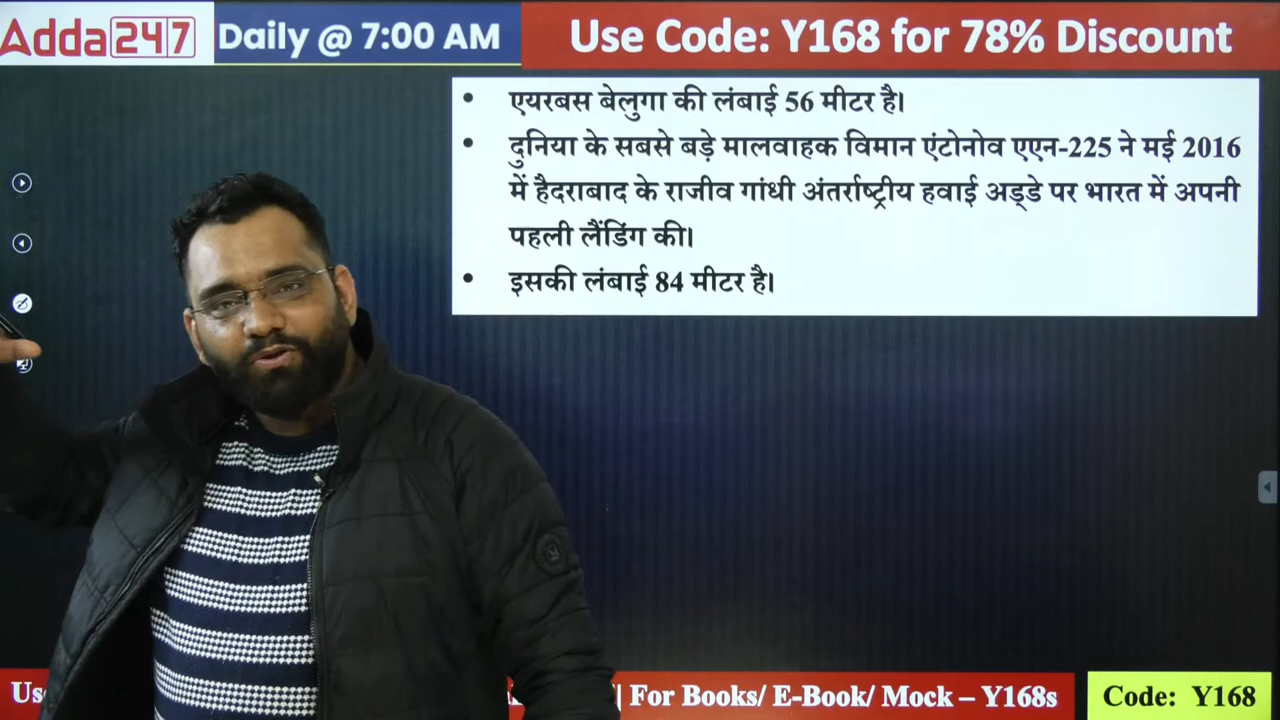 Adda 247
Daily @ 7:00 AM
Use Code: Y168 for 78% Discount
• एयरबस बेलुगा की लंबाई 56 मीटर है।
• दुनिया के सबसे बड़े मालवाहक विमान एंटोनोव एएन-225 ने मई 2016
में हैदराबाद के राजीव गांधी अंतर्राष्ट्रीय हवाई अड्डे पर भारत में अपनी
पहली लैंडिंग की।
• इसकी लंबाई 84 मीटर है।
| For Books/ E-Book/ Mock – Y168s
Code: Y168